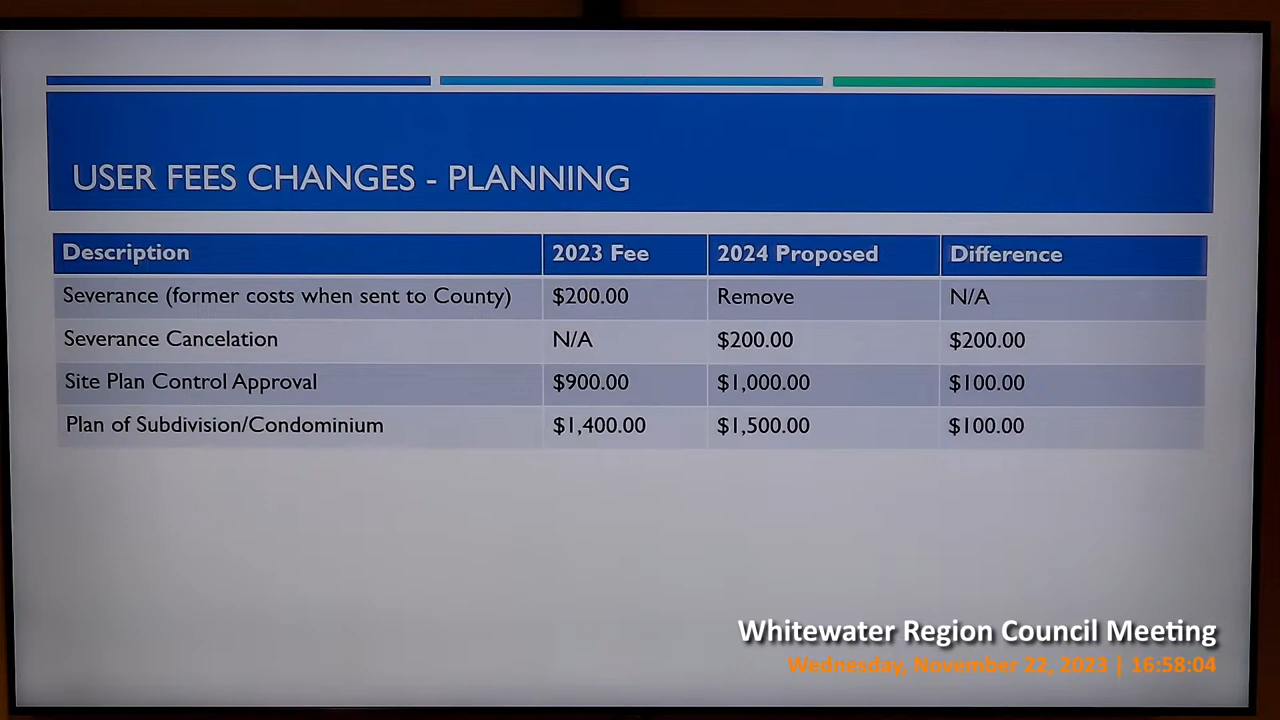 USER FEES CHANGES - PLANNING
Description 2023 Fee 2024 Proposed Difference
Severance (former costs when sent to County) $200.00 Remove N/A
Severance Cancelation N/A $200.00 $200.00
Site Plan Control Approval $900.00 $1,000.00 $100.00
Plan of Subdivision/Condominium $1,400.00 $1,500.00 $100.00
Whitewater Region Council Meeting
Wednesday, November 22, 2023 | 16:58:04